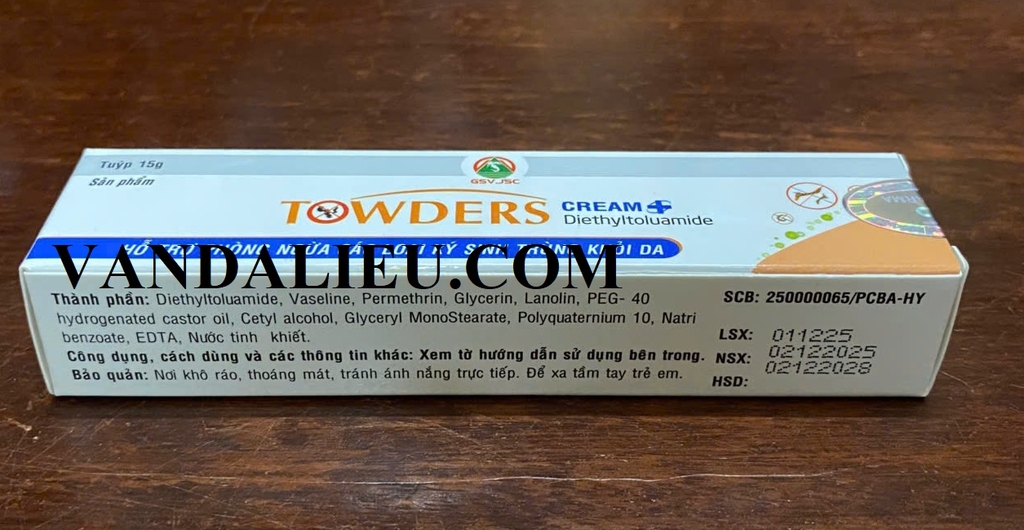 Tuýp 15g
Sản phẩm
GSV.JSC
TOWDERS CREAM
Diethyltoluamide
RMA
KHỎI DA
VANDALIEU.COM
Thành phần: Diethyltoluamide, Vaseline, Permethrin, Glycerin, Lanolin, PEG- 40
hydrogenated castor oil, Cetyl alcohol, Glyceryl MonoStearate, Polyquaternium 10, Natri
benzoate, EDTA, Nước tinh khiết.
Công dụng, cách dùng và các thông tin khác: Xem tờ hướng dẫn sử dụng bên trong.
Bảo quản: Nơi khô ráo, thoáng mát, tránh ánh nắng trực tiếp. Để xa tầm tay trẻ em.
SCB: 250000065/PCBA-HY
LSX: 011225
NSX: 02122025
HSD: 02122028